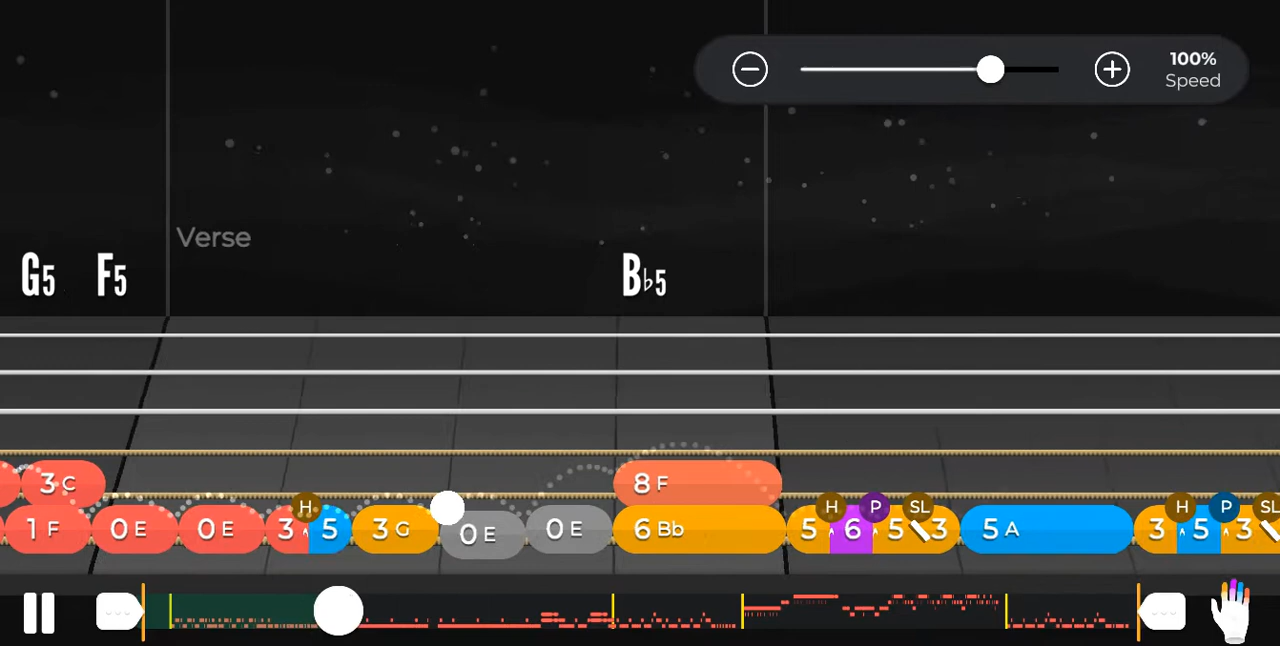 100%
Speed
Verse
G5 F5 B♭5
3 C 8 F
H H P SL H P SL
1 F 0 E 0 E 3 5 3 G 0 E 0 E 6 Bb 5 6 5 3 5 A 3 5 3